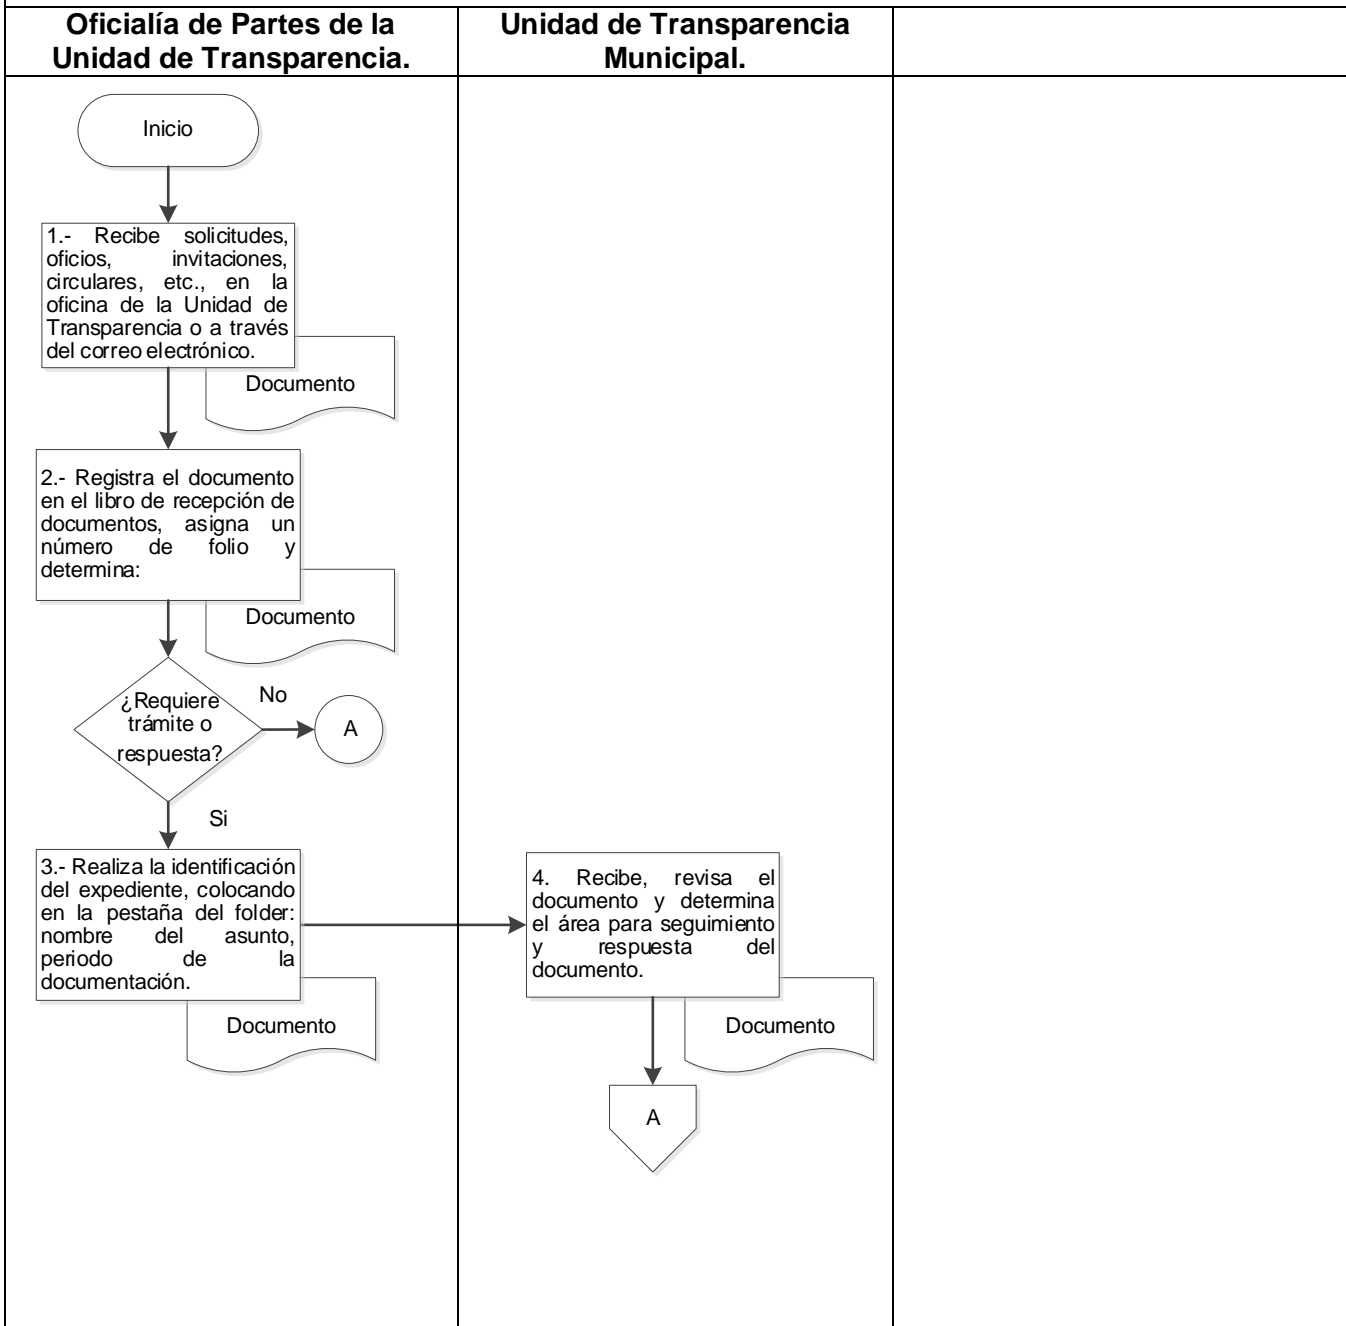 Oficialía de Partes de la
Unidad de Transparencia.
Unidad de Transparencia
Municipal.
Inicio
1.- Recibe solicitudes,
oficios, invitaciones,
circulares, etc., en la
oficina de la Unidad de
Transparencia o a través
del correo electrónico.
Documento
2.- Registra el documento
en el libro de recepción de
documentos, asigna un
número de folio y
determina:
Documento
¿Requiere
trámite o
respuesta?
No
A
Si
3.- Realiza la identificación
del expediente, colocando
en la pestaña del folder:
nombre del asunto,
periodo de la
documentación.
Documento
4. Recibe, revisa el
documento y determina
el área para seguimiento
y respuesta del
documento.
Documento
A